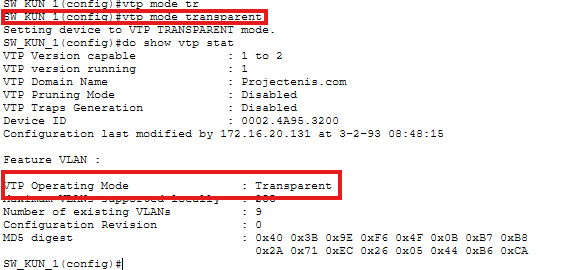 SW_KUN_1(config)#vtp mode tr
SW_KUN_1(config)#vtp mode transparent
Setting device to VTP TRANSPARENT mode.
SW_KUN_1(config)#do show vtp stat
VTP Version capable : 1 to 2
VTP version running : 1
VTP Domain Name : Projectenis.com
VTP Pruning Mode : Disabled
VTP Traps Generation : Disabled
Device ID : 0002.4A95.3200
Configuration last modified by 172.16.20.131 at 3-2-93 08:48:15
Feature VLAN :
VTP Operating Mode : Transparent
Maximum VLANs supported locally :
Number of existing VLANs : 9
Configuration Revision : 0
MD5 digest : 0x40 0x3B 0x9E 0xF6 0x4F 0x0B 0xB7 0xB8
0x2A 0x71 0xEC 0x26 0x05 0x44 0xB6 0xCA
SW_KUN_1(config)#